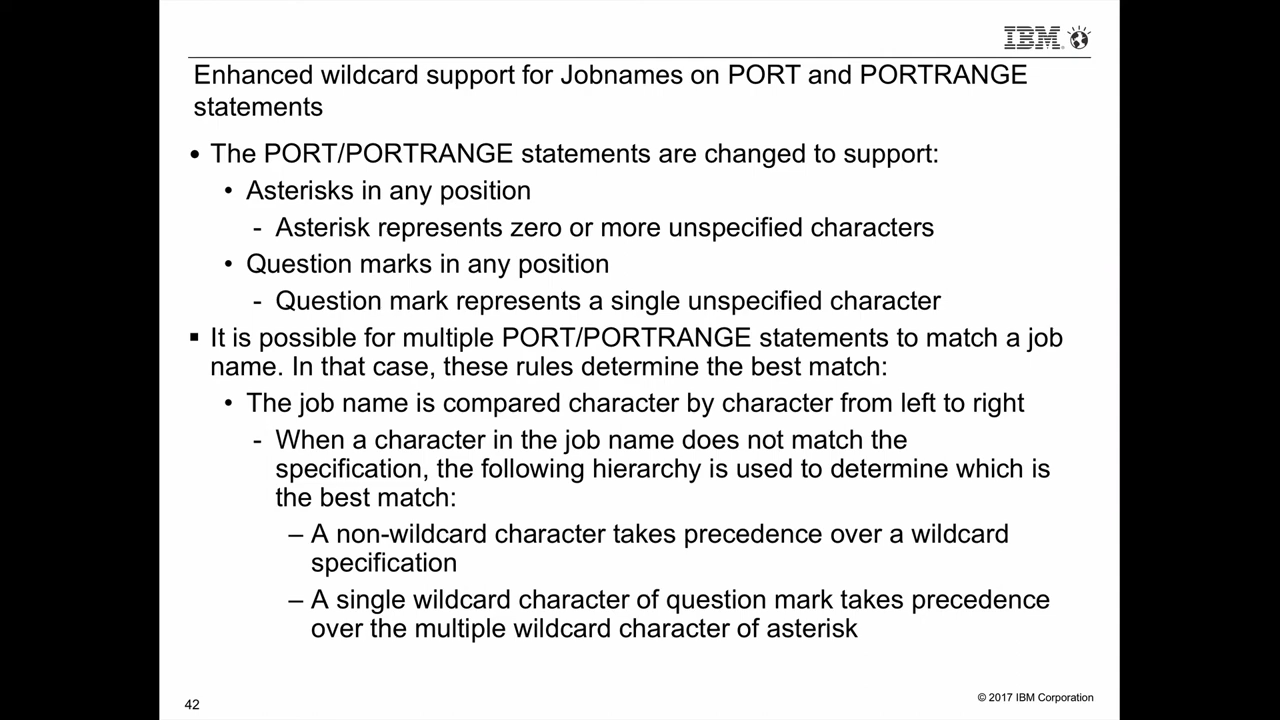 IBM
Enhanced wildcard support for Jobnames on PORT and PORTRANGE
statements
• The PORT/PORTRANGE statements are changed to support:
• Asterisks in any position
- Asterisk represents zero or more unspecified characters
• Question marks in any position
- Question mark represents a single unspecified character
▪ It is possible for multiple PORT/PORTRANGE statements to match a job
name. In that case, these rules determine the best match:
• The job name is compared character by character from left to right
- When a character in the job name does not match the
specification, the following hierarchy is used to determine which is
the best match:
– A non-wildcard character takes precedence over a wildcard
specification
– A single wildcard character of question mark takes precedence
over the multiple wildcard character of asterisk
42
© 2017 IBM Corporation